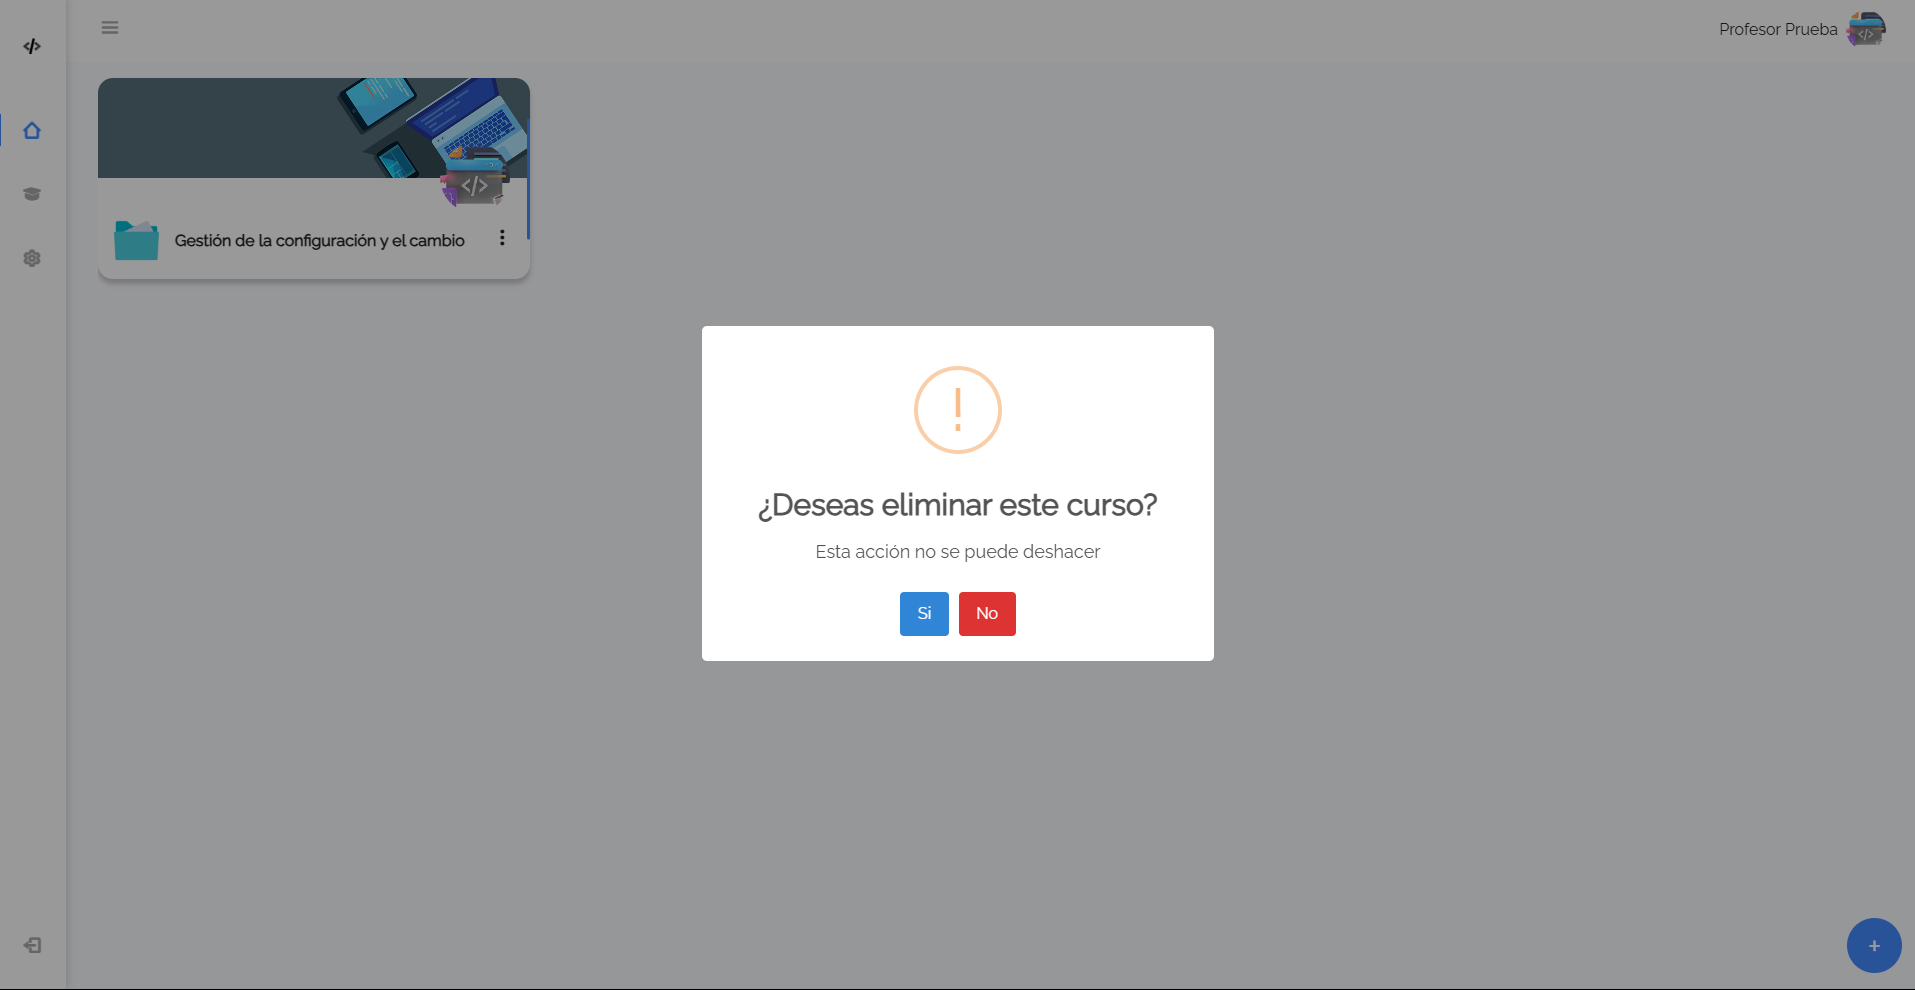 Profesor Prueba
Gestión de la configuración y el cambio
¿Deseas eliminar este curso?
Esta acción no se puede deshacer
Si
No